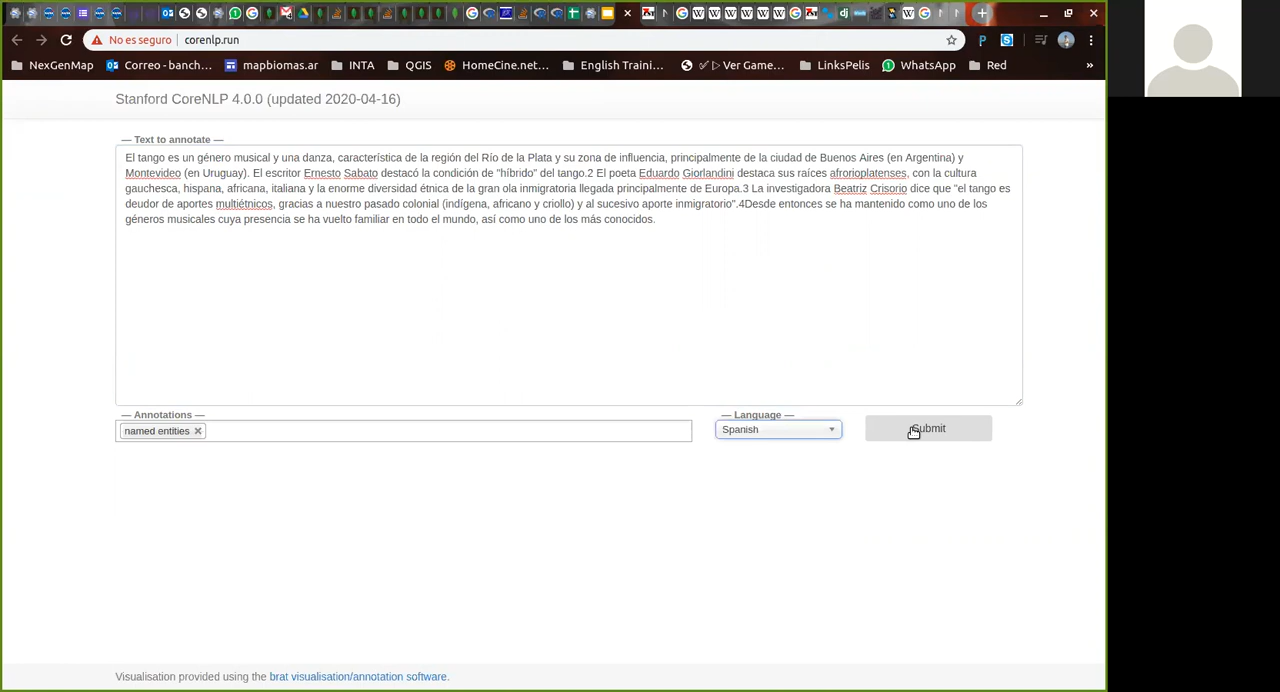 No es seguro corenlp.run
NexGenMap Correo - banch... mapbiomas.ar INTA QGIS HomeCine.net... English Traini... Ver Game... LinksPelis WhatsApp Red »
Stanford CoreNLP 4.0.0 (updated 2020-04-16)
— Text to annotate —
El tango es un género musical y una danza, característica de la región del Río de la Plata y su zona de influencia, principalmente de la ciudad de Buenos Aires (en Argentina) y
Montevideo (en Uruguay). El escritor Ernesto Sabato destacó la condición de "híbrido" del tango.2 El poeta Eduardo Giorlandini destaca sus raíces afrorioplatenses, con la cultura
gauchesca, hispana, africana, italiana y la enorme diversidad étnica de la gran ola inmigratoria llegada principalmente de Europa.3 La investigadora Beatriz Crisorio dice que "el tango es
deudor de aportes multiétnicos, gracias a nuestro pasado colonial (indígena, africano y criollo) y al sucesivo aporte inmigratorio".4Desde entonces se ha mantenido como uno de los
géneros musicales cuya presencia se ha vuelto familiar en todo el mundo, así como uno de los más conocidos.
— Annotations — — Language —
named entities Spanish Submit
Visualisation provided using the brat visualisation/annotation software.